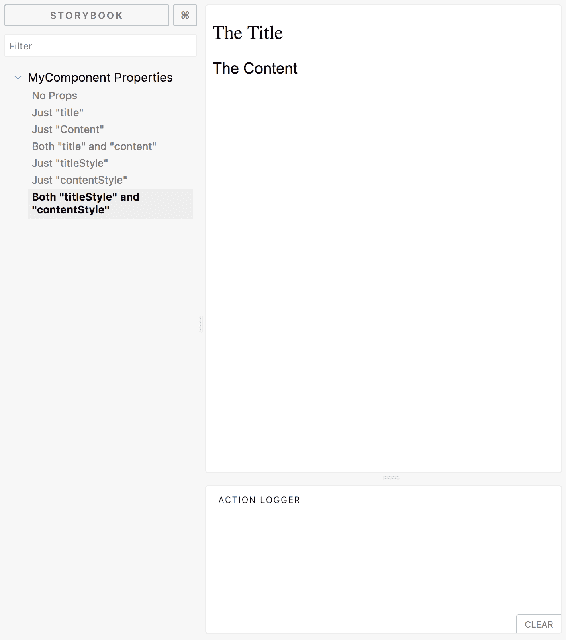 STORYBOOK
⌘
Filter
MyComponent Properties
No Props
Just "title"
Just "Content"
Both "title" and "content"
Just "titleStyle"
Just "contentStyle"
Both "titleStyle" and
"contentStyle"
The Title
The Content
ACTION LOGGER
CLEAR